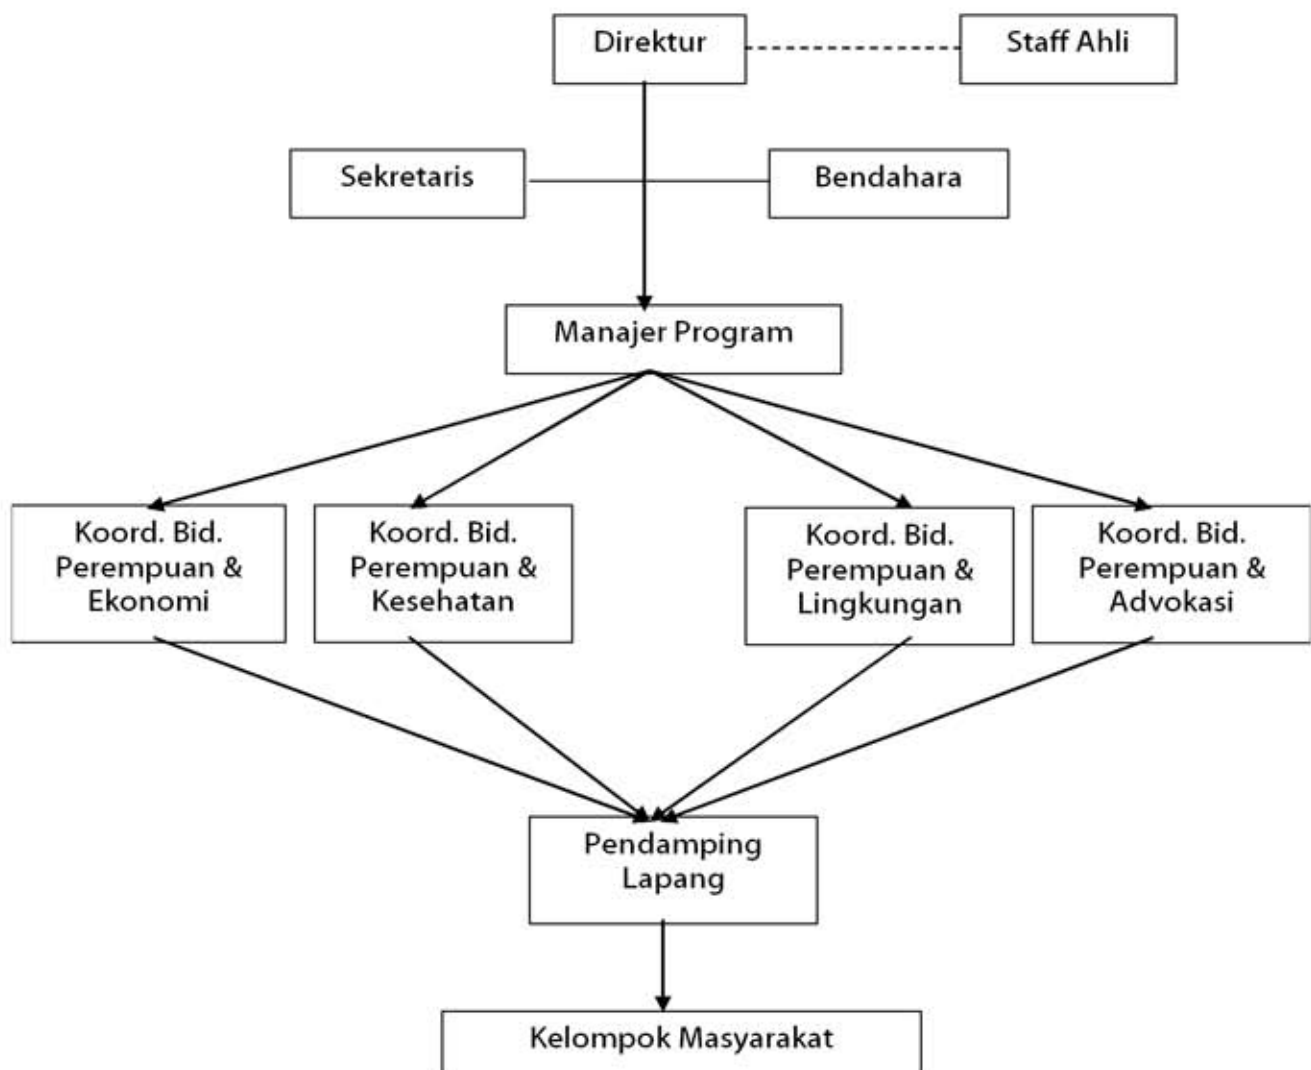 Direktur
Staff Ahli
Sekretaris
Bendahara
Manajer Program
Koord. Bid.
Perempuan &
Ekonomi
Koord. Bid.
Perempuan &
Kesehatan
Koord. Bid.
Perempuan &
Lingkungan
Koord. Bid.
Perempuan &
Advokasi
Pendamping
Lapang
Kelompok Masyarakat